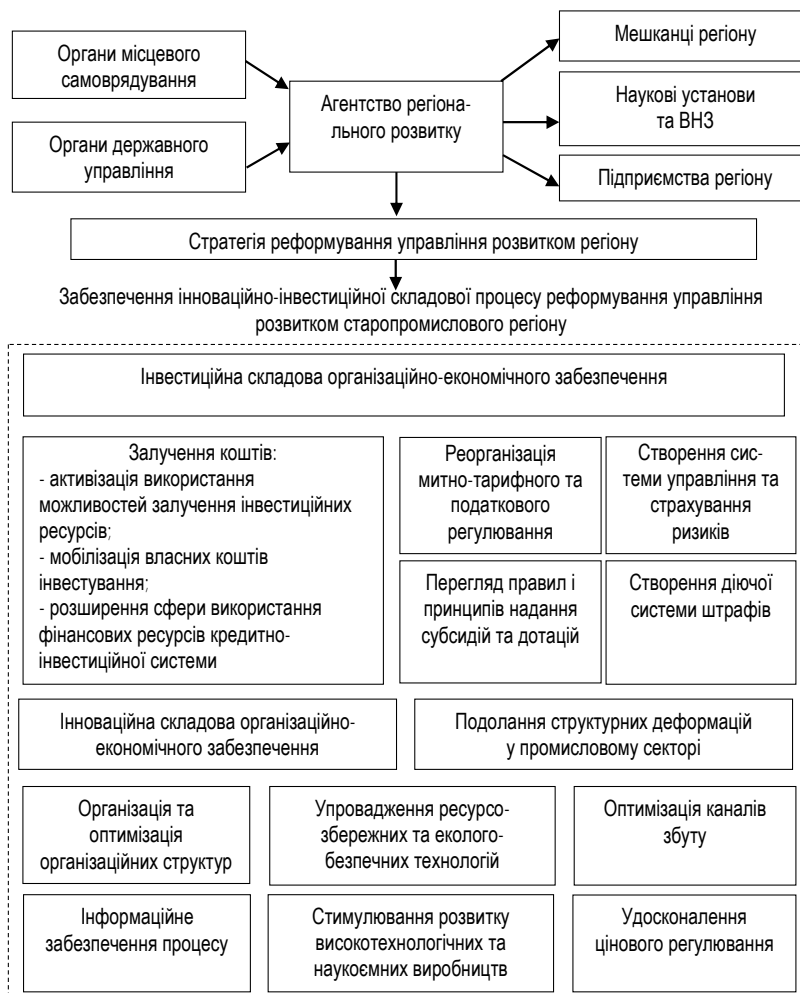 Органи місцевого
самоврядування
Органи державного
управління
Агентство регіона-
льного розвитку
Мешканці регіону
Наукові установи
та ВНЗ
Підприємства регіону
Стратегія реформування управління розвитком регіону
Забезпечення інноваційно-інвестиційної складової процесу реформування управління
розвитком старопромислового регіону
Інвестиційна складова організаційно-економічного забезпечення
Залучення коштів:
- активізація використання
можливостей залучення інвестиційних
ресурсів;
- мобілізація власних коштів
інвестування;
- розширення сфери використання
фінансових ресурсів кредитно-
інвестиційної системи
Реорганізація
митно-тарифного та
податкового
регулювання
Створення сис-
теми управління та
страхування
ризиків
Перегляд правил і
принципів надання
субсидій та дотацій
Створення діючої
системи штрафів
Інноваційна складова організаційно-
економічного забезпечення
Подолання структурних деформацій
у промисловому секторі
Організація та
оптимізація
організаційних структур
Упровадження ресурсо-
збережних та еколого-
безпечних технологій
Оптимізація каналів
збуту
Інформаційне
забезпечення процесу
Стимулювання розвитку
високотехнологічних та
наукоємних виробництв
Удосконалення
цінового регулювання